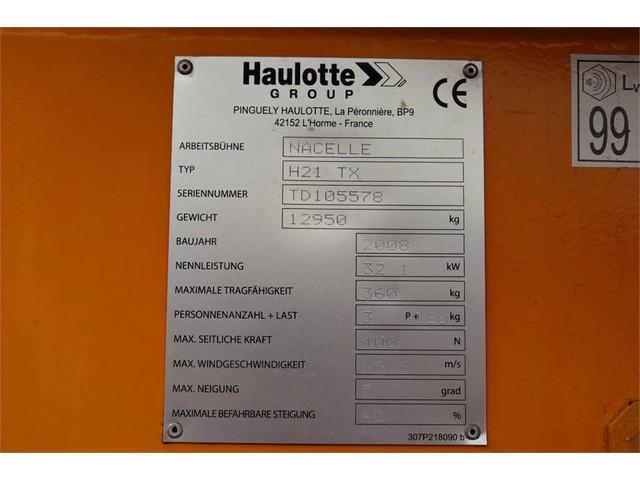 Haulotte
GROUP
PINGUELY HAULOTTE, La Péronnière, BP9
42152 L'Horme - France
CE
ARBEITSBÜHNE NACELLE
TYP H21 TX
SERIENNUMMER TD105578
GEWICHT 12950 kg
BAUJAHR 2008
NENNLEISTUNG 32.1 kW
MAXIMALE TRAGFÄHIGKEIT 360 kg
PERSONENANZAHL + LAST 3 P + kg
MAX. SEITLICHE KRAFT 400 N
MAX. WINDGESCHWINDIGKEIT m/s
MAX. NEIGUNG grad
MAXIMALE BEFAHRBARE STEIGUNG 40 %
307P218090 b
99